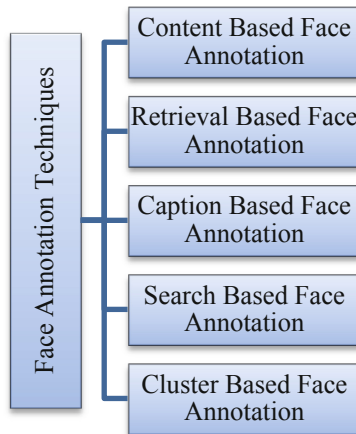 Face Annotation Techniques
Content Based Face
Annotation
Retrieval Based Face
Annotation
Caption Based Face
Annotation
Search Based Face
Annotation
Cluster Based Face
Annotation